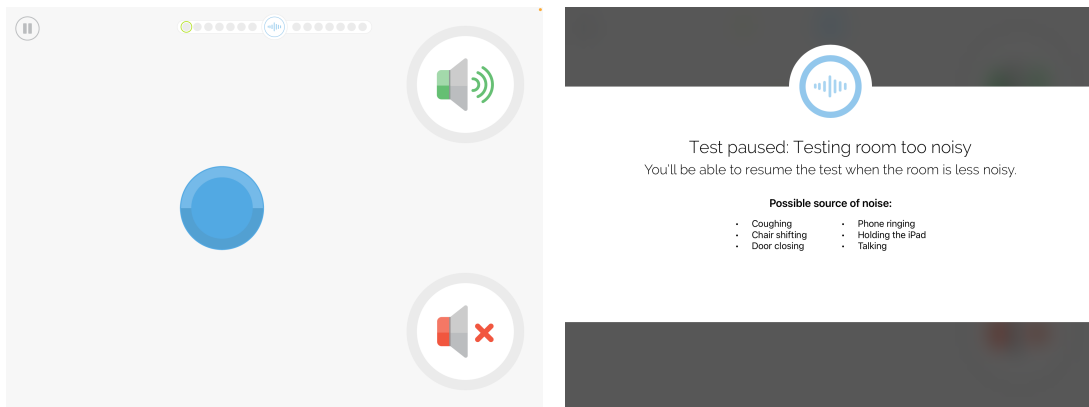 Test paused: Testing room too noisy
You'll be able to resume the test when the room is less noisy.
Possible source of noise:
• Coughing
• Chair shifting
• Door closing
• Phone ringing
• Holding the iPad
• Talking